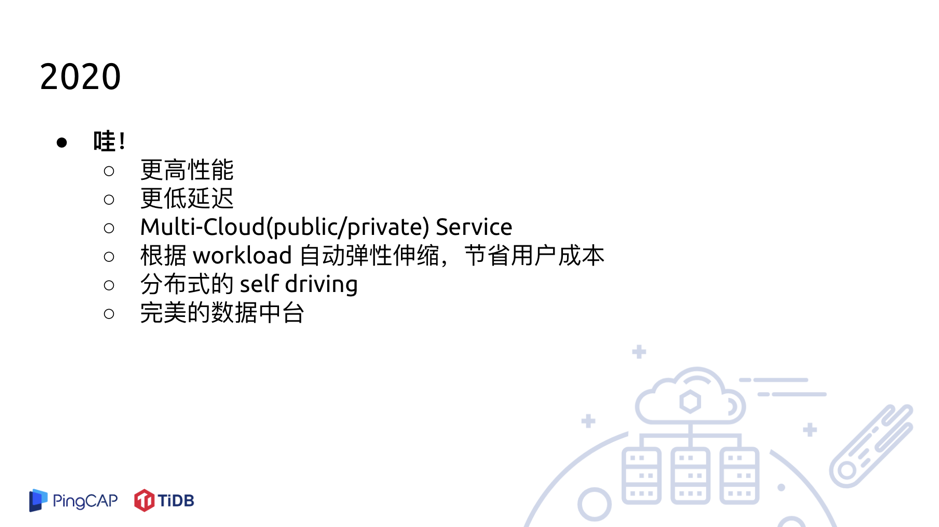 2020
● 哇！
○ 更高性能
○ 更低延迟
○ Multi-Cloud(public/private) Service
○ 根据 workload 自动弹性伸缩，节省用户成本
○ 分布式的 self driving
○ 完美的数据中台
PingCAP TiDB